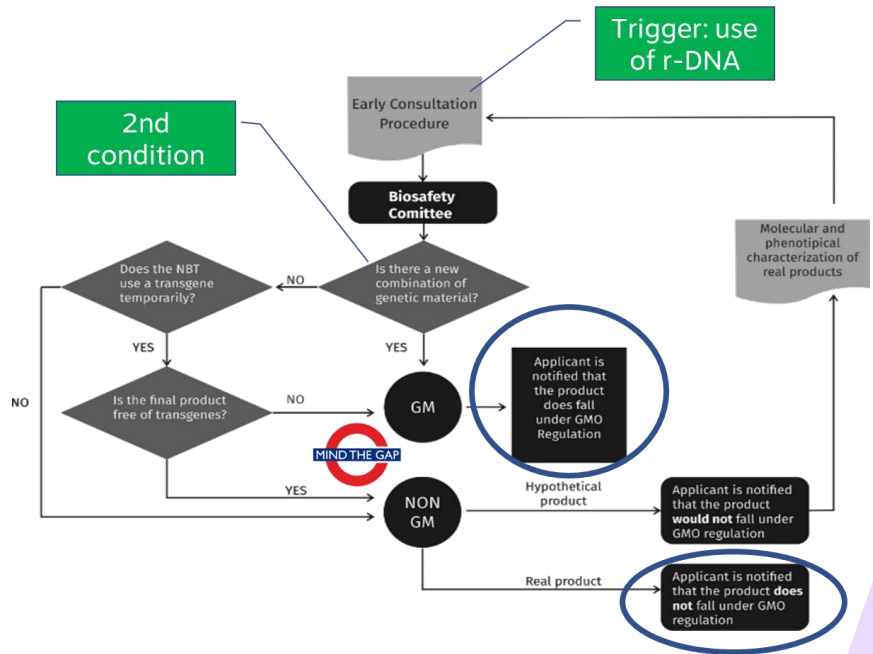 Trigger: use
of r-DNA
Early Consultation
Procedure
2nd
condition
Biosafety
Comittee
Molecular and
phenotipical
characterization of
real products
Does the NBT
use a transgene
temporarily?
NO
Is there a new
combination of
genetic material?
YES
YES
NO
Is the final product
free of transgenes?
NO
GM
Applicant is
notified that
the product
does fall
under GMO
Regulation
MIND THE GAP
YES
NON
GM
Hypothetical
product
Applicant is notified
that the product
would not fall under
GMO regulation
Real product
Applicant is notified
that the product does
not fall under GMO
regulation